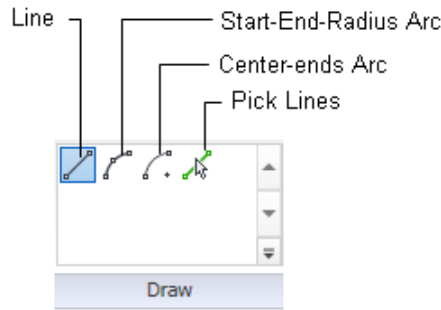 Line
Start-End-Radius Arc
Center-ends Arc
Pick Lines
Draw